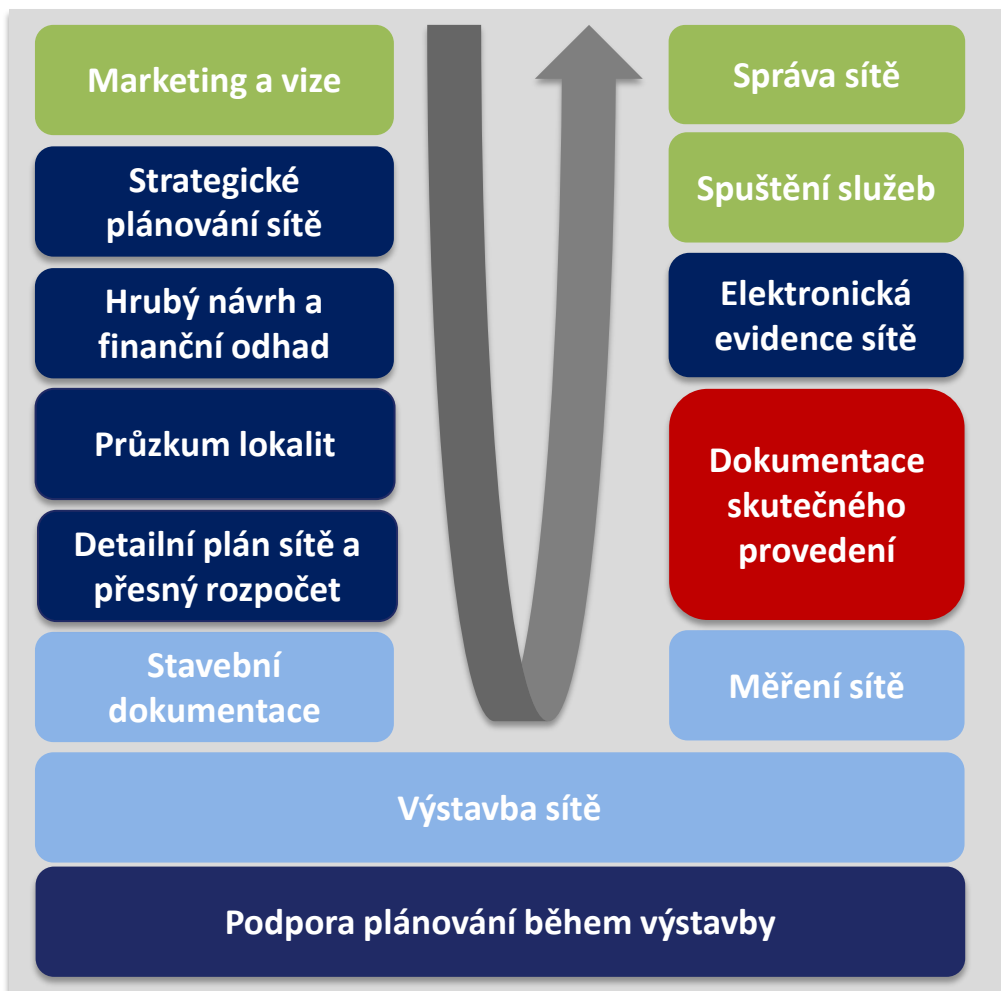 Marketing a vize
Strategické
plánování sítě
Hrubý návrh a
finanční odhad
Průzkum lokalit
Detailní plán sítě a
přesný rozpočet
Stavební
dokumentace
Správa sítě
Spuštění služeb
Elektronická
evidence sítě
Dokumentace
skutečného
provedení
Měření sítě
Výstavba sítě
Podpora plánování během výstavby